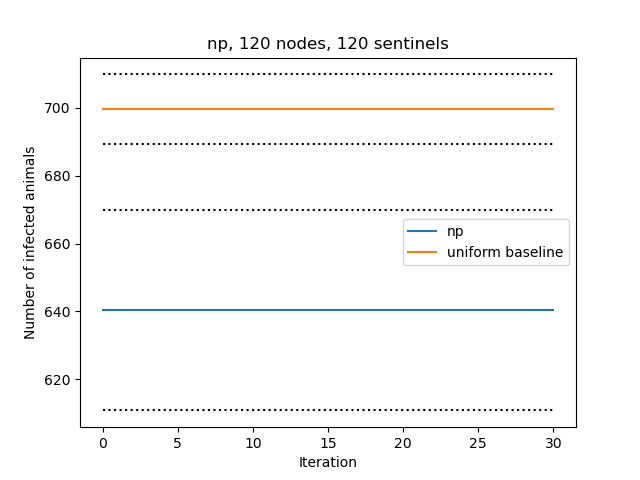 np, 120 nodes, 120 sentinels
Number of infected animals
700
680
660
640
620
np
uniform baseline
0 5 10 15 20 25 30
Iteration